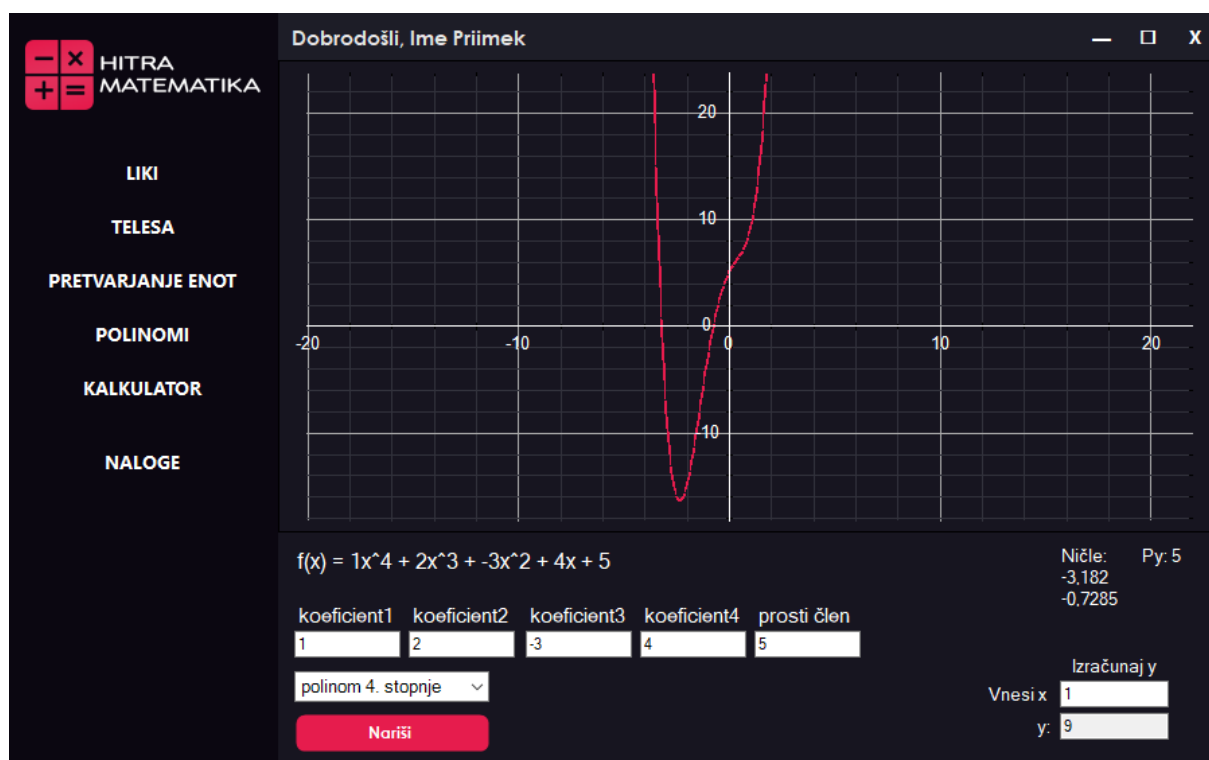 HITRA
MATEMATIKA
LIKI
TELESA
PRETVARJANJE ENOT
POLINOMI
KALKULATOR
NALOGE
Dobrodošli, Ime Priimek
— □ X
20
10
0
-20 -10 0 10 20
-10
f(x) = 1x^4 + 2x^3 + -3x^2 + 4x + 5
Ničle: Py: 5
-3,182
-0,7285
koeficient1 koeficient2 koeficient3 koeficient4 prosti člen
1 2 -3 4 5
polinom 4. stopnje
Nariši
Izračunaj y
Vnesi x 1
y: 9